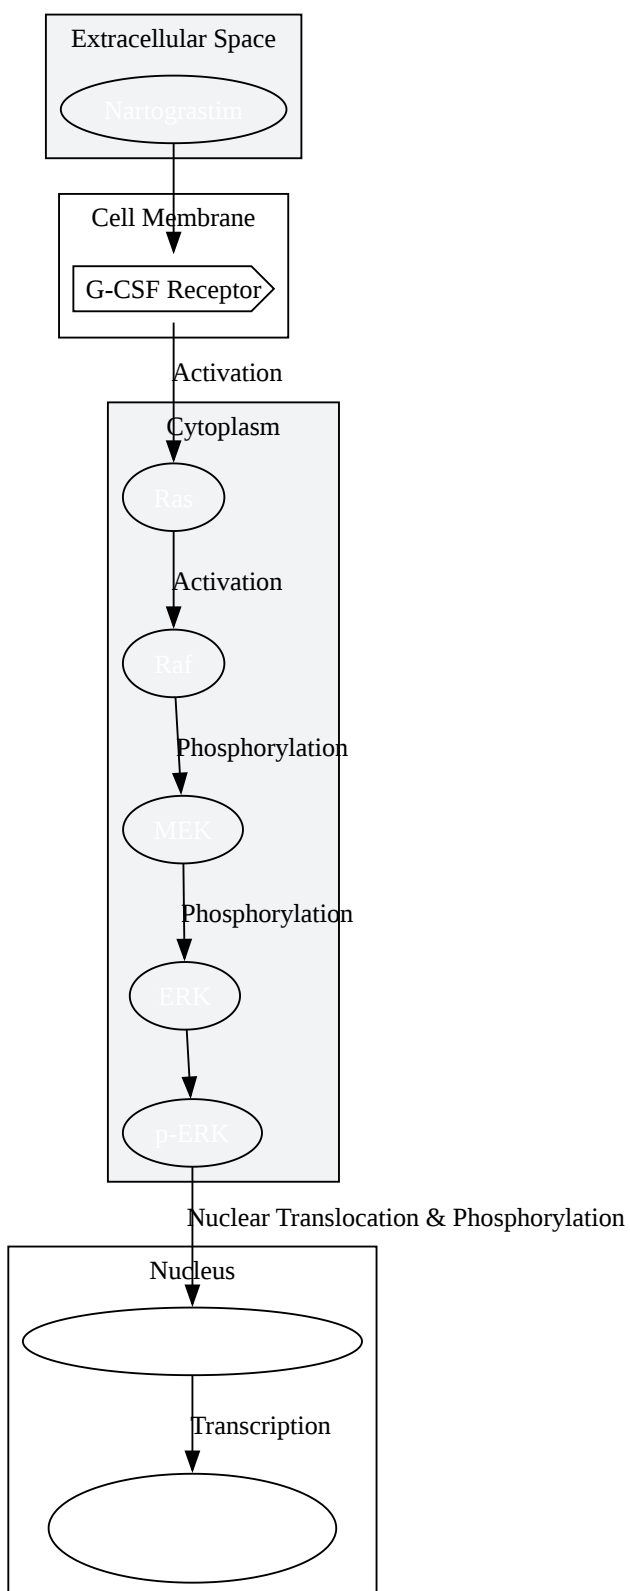 Extracellular Space
Nartograstim
Cell Membrane
G-CSF Receptor
Activation
Cytoplasm
Ras
Activation
Raf
Phosphorylation
MEK
Phosphorylation
ERK
p-ERK
Nuclear Translocation & Phosphorylation
Nucleus
Transcription